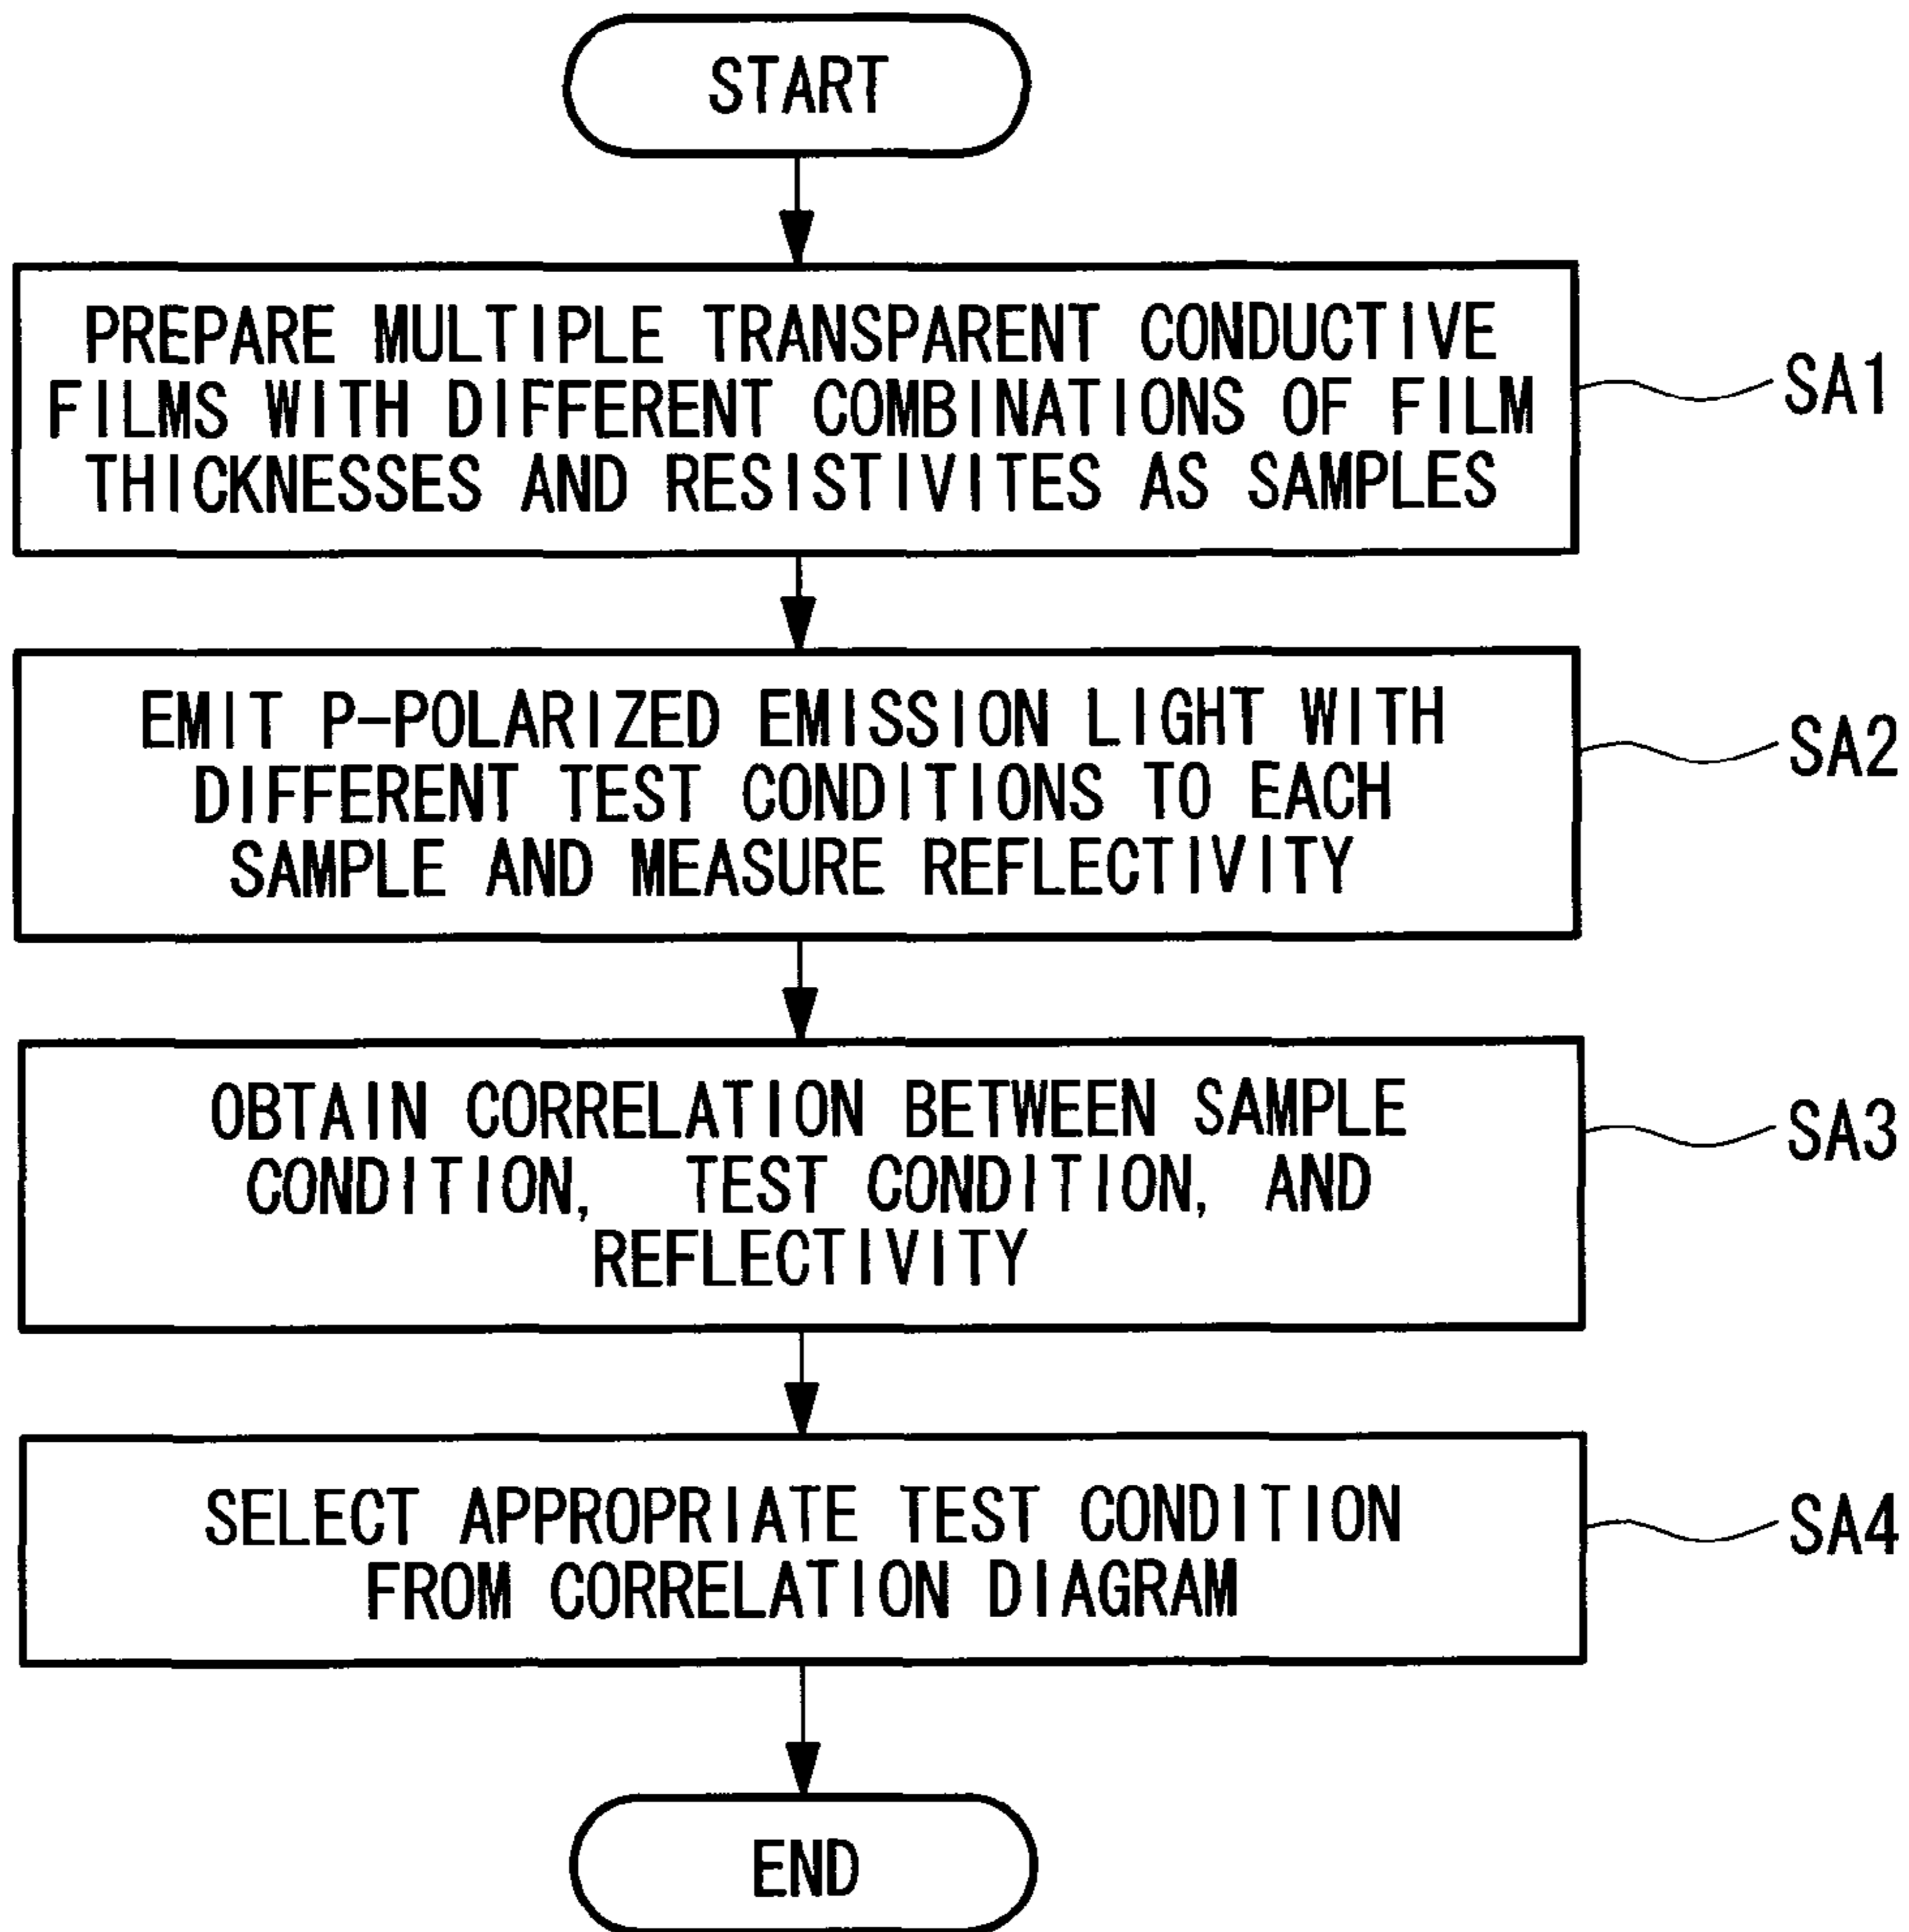 START
PREPARE MULTIPLE TRANSPARENT CONDUCTIVE
FILMS WITH DIFFERENT COMBINATIONS OF FILM
THICKNESSES AND RESISTIVITES AS SAMPLES
SA1
EMIT P-POLARIZED EMISSION LIGHT WITH
DIFFERENT TEST CONDITIONS TO EACH
SAMPLE AND MEASURE REFLECTIVITY
SA2
OBTAIN CORRELATION BETWEEN SAMPLE
CONDITION, TEST CONDITION, AND
REFLECTIVITY
SA3
SELECT APPROPRIATE TEST CONDITION
FROM CORRELATION DIAGRAM
SA4
END